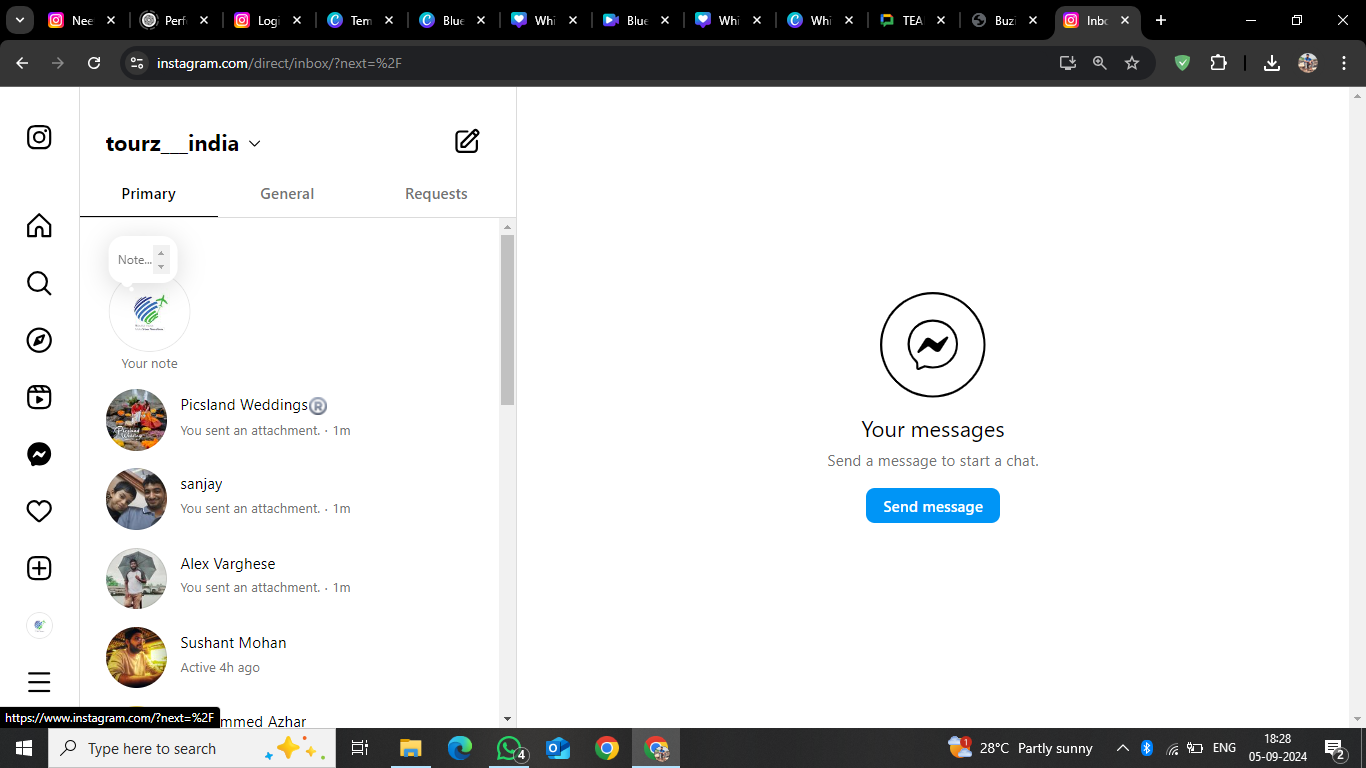 Nee
Perf
Logi
Tem
Blue
Whi
Blue
Whi
Whi
TEA
Buzi
Inbo
instagram.com/direct/inbox/?next=%2F
tourz___india
Primary
General
Requests
Note...
Your note
Picsland Weddings®
You sent an attachment. · 1m
sanjay
You sent an attachment. · 1m
Alex Varghese
You sent an attachment. · 1m
Sushant Mohan
Active 4h ago
mmed Azhar
Your messages
Send a message to start a chat.
Send message
https://www.instagram.com/?next=%2F
Type here to search
4
1
28°C Partly sunny
ENG
18:28
05-09-2024
2